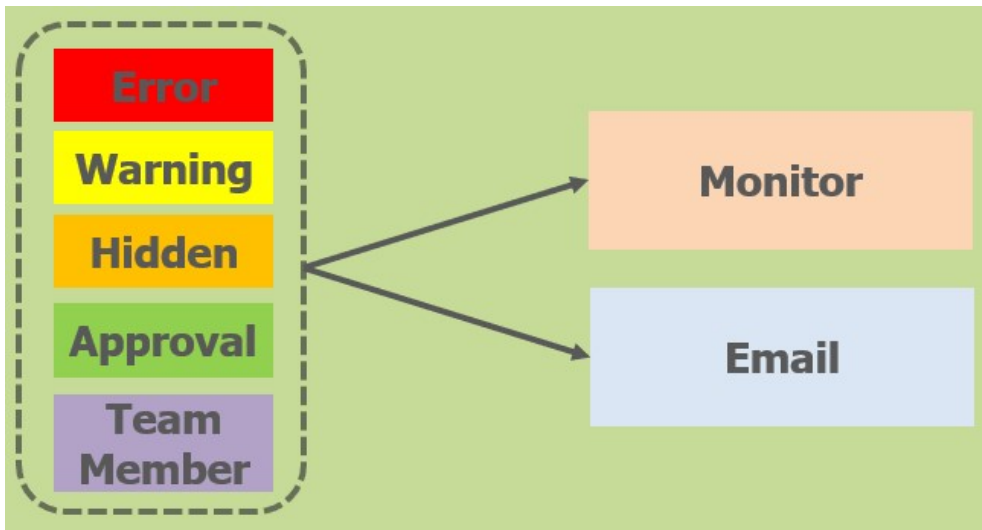 Error
Warning
Hidden
Approval
Team
Member
Monitor
Email